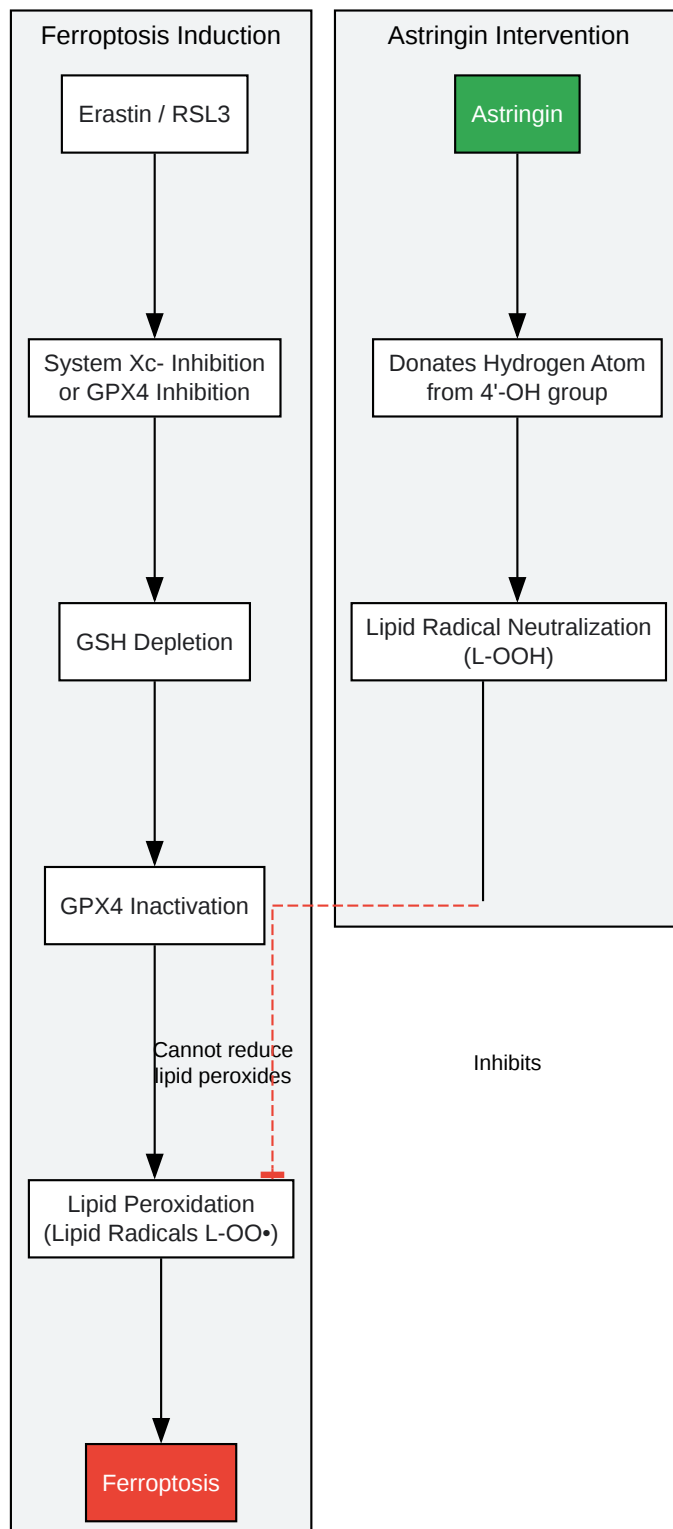 Ferroptosis Induction
Erastin / RSL3
System Xc- Inhibition
or GPX4 Inhibition
GSH Depletion
GPX4 Inactivation
Cannot reduce
lipid peroxides
Lipid Peroxidation
(Lipid Radicals L-OO•)
Ferroptosis
Astringin Intervention
Astringin
Donates Hydrogen Atom
from 4'-OH group
Lipid Radical Neutralization
(L-OOH)
Inhibits